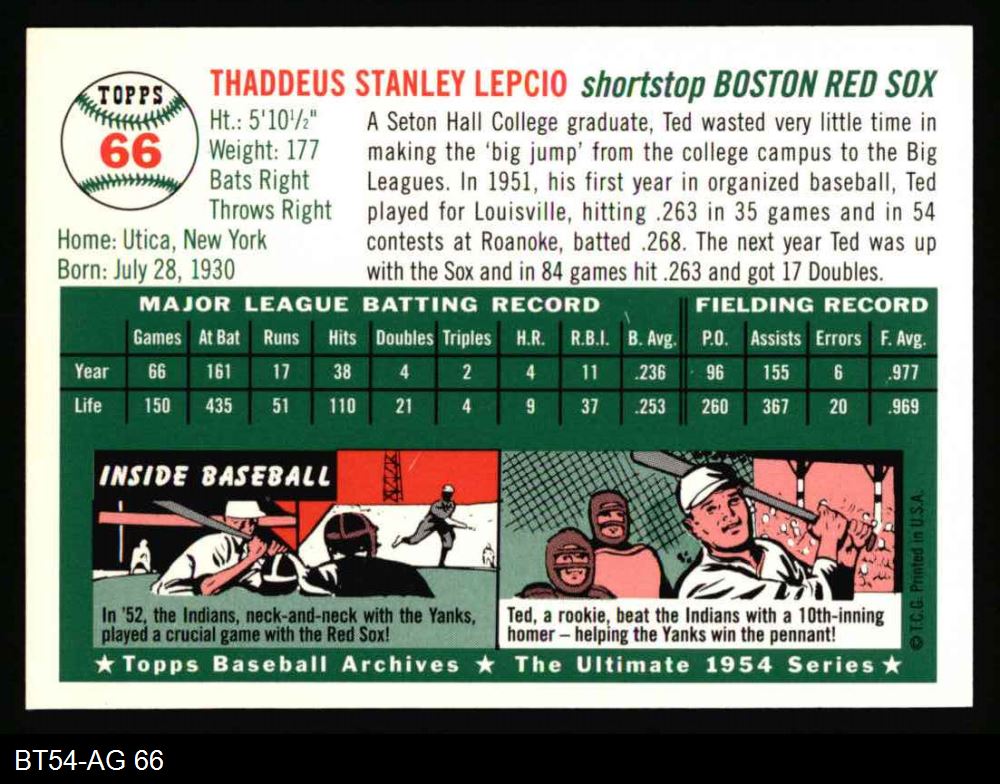 TOPPS
66
THADDEUS STANLEY LEPCIO shortstop BOSTON RED SOX
Ht.: 5'10½"
Weight: 177
Bats Right
Throws Right
Home: Utica, New York
Born: July 28, 1930
A Seton Hall College graduate, Ted wasted very little time in
making the 'big jump' from the college campus to the Big
Leagues. In 1951, his first year in organized baseball, Ted
played for Louisville, hitting .263 in 35 games and in 54
contests at Roanoke, batted .268. The next year Ted was up
with the Sox and in 84 games hit .263 and got 17 Doubles.
MAJOR LEAGUE BATTING RECORD FIELDING RECORD
Games At Bat Runs Hits Doubles Triples H.R. R.B.I. B. Avg. P.O. Assists Errors F. Avg.
Year 66 161 17 38 4 2 4 11 .236 96 155 6 .977
Life 150 435 51 110 21 4 9 37 .253 260 367 20 .969
INSIDE BASEBALL
In '52, the Indians, neck-and-neck with the Yanks,
played a crucial game with the Red Sox!
Ted, a rookie, beat the Indians with a 10th-inning
homer – helping the Yanks win the pennant!
© T.C.G. Printed in U.S.A.
★ Topps Baseball Archives ★ The Ultimate 1954 Series ★
BT54-AG 66